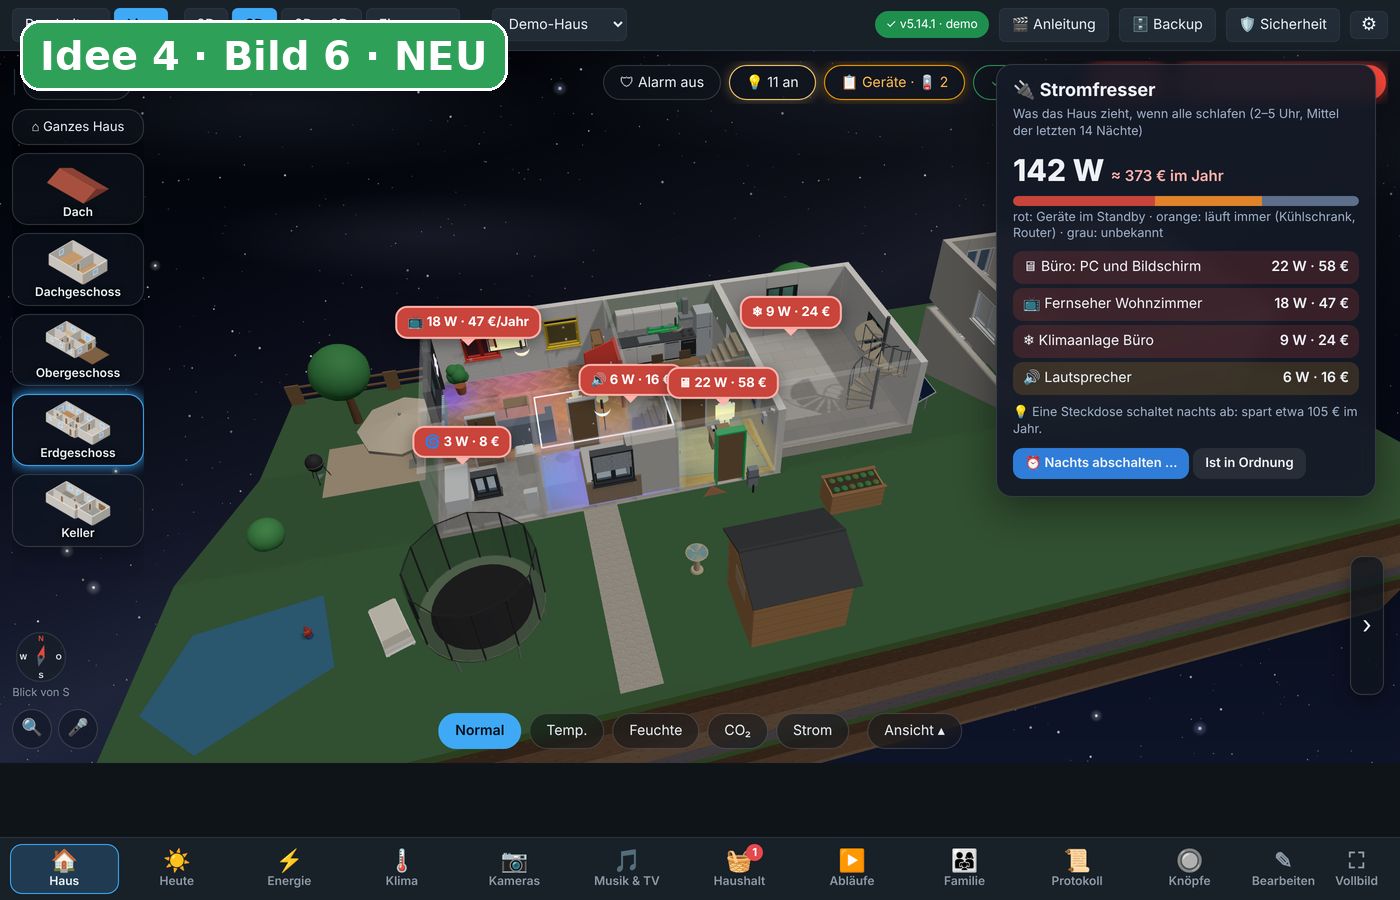 Idee 4 · Bild 6 · NEU
Demo-Haus
✓ v5.14.1 · demo
🎬 Anleitung
🗄️ Backup
🛡️ Sicherheit
⚙
🛡 Alarm aus
💡 11 an
📋 Geräte · 🪫 2
⌂ Ganzes Haus
Dach
Dachgeschoss
Obergeschoss
Erdgeschoss
Keller
📺 18 W · 47 €/Jahr
❄ 9 W · 24 €
🔊 6 W · 16 €
🖥 22 W · 58 €
🌀 3 W · 8 €
🔌 Stromfresser
Was das Haus zieht, wenn alle schlafen (2–5 Uhr, Mittel
der letzten 14 Nächte)
142 W ≈ 373 € im Jahr
rot: Geräte im Standby · orange: läuft immer (Kühlschrank,
Router) · grau: unbekannt
🖥 Büro: PC und Bildschirm 22 W · 58 €
📺 Fernseher Wohnzimmer 18 W · 47 €
❄ Klimaanlage Büro 9 W · 24 €
🔊 Lautsprecher 6 W · 16 €
💡 Eine Steckdose schaltet nachts ab: spart etwa 105 € im
Jahr.
⏰ Nachts abschalten …
Ist in Ordnung
›
N
W O
S
Blick von S
Normal
Temp.
Feuchte
CO₂
Strom
Ansicht ▴
Haus
Heute
Energie
Klima
Kameras
Musik & TV
1
Haushalt
Abläufe
Familie
Protokoll
Knöpfe
Bearbeiten
Vollbild